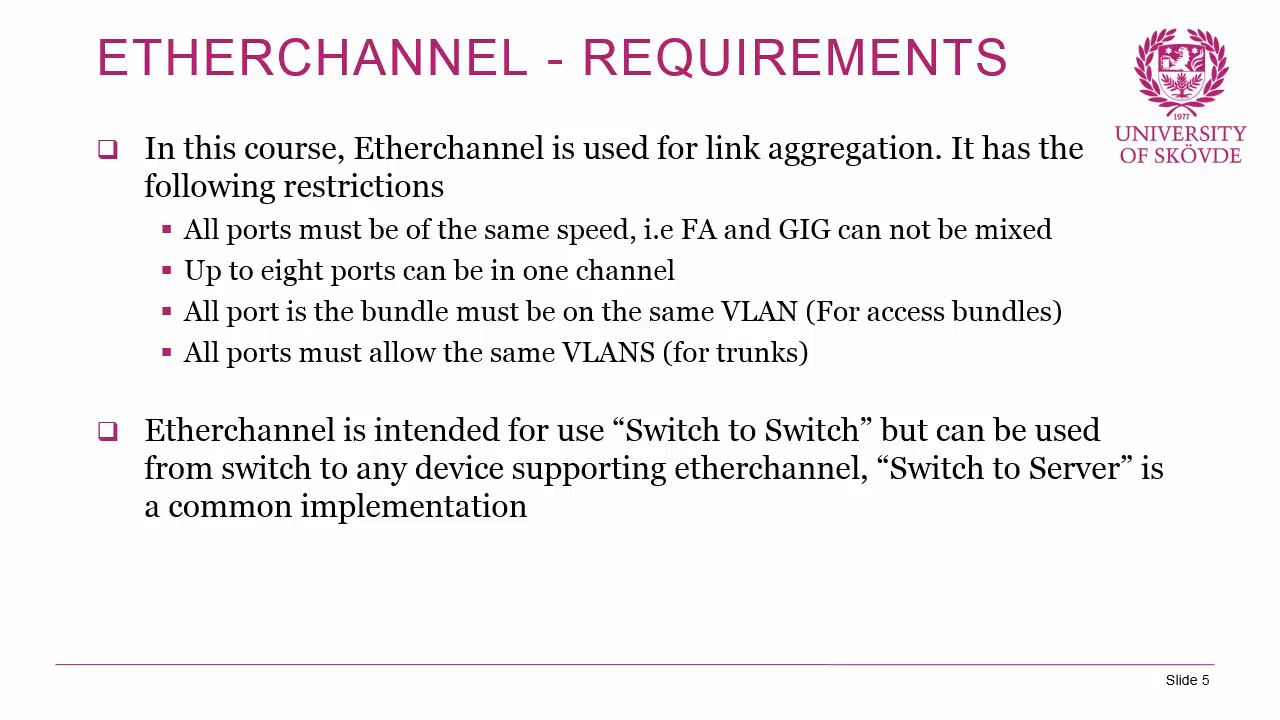 ETHERCHANNEL - REQUIREMENTS
1977
UNIVERSITY
OF SKÖVDE
In this course, Etherchannel is used for link aggregation. It has the
following restrictions
All ports must be of the same speed, i.e FA and GIG can not be mixed
Up to eight ports can be in one channel
All port is the bundle must be on the same VLAN (For access bundles)
All ports must allow the same VLANS (for trunks)
Etherchannel is intended for use “Switch to Switch” but can be used
from switch to any device supporting etherchannel, “Switch to Server” is
a common implementation
Slide 5